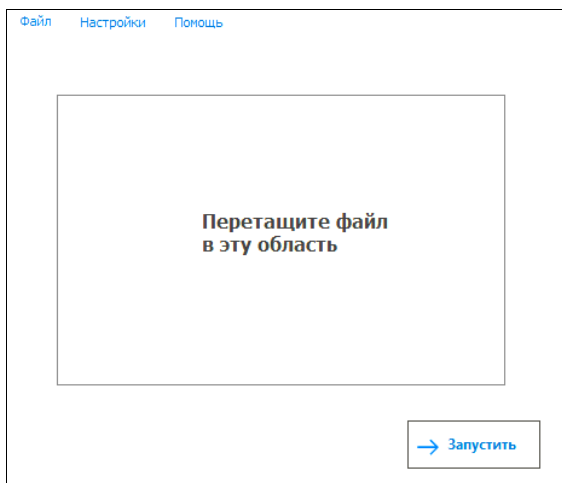 Файл Настройки Помощь
Перетащите файл
в эту область
Запустить